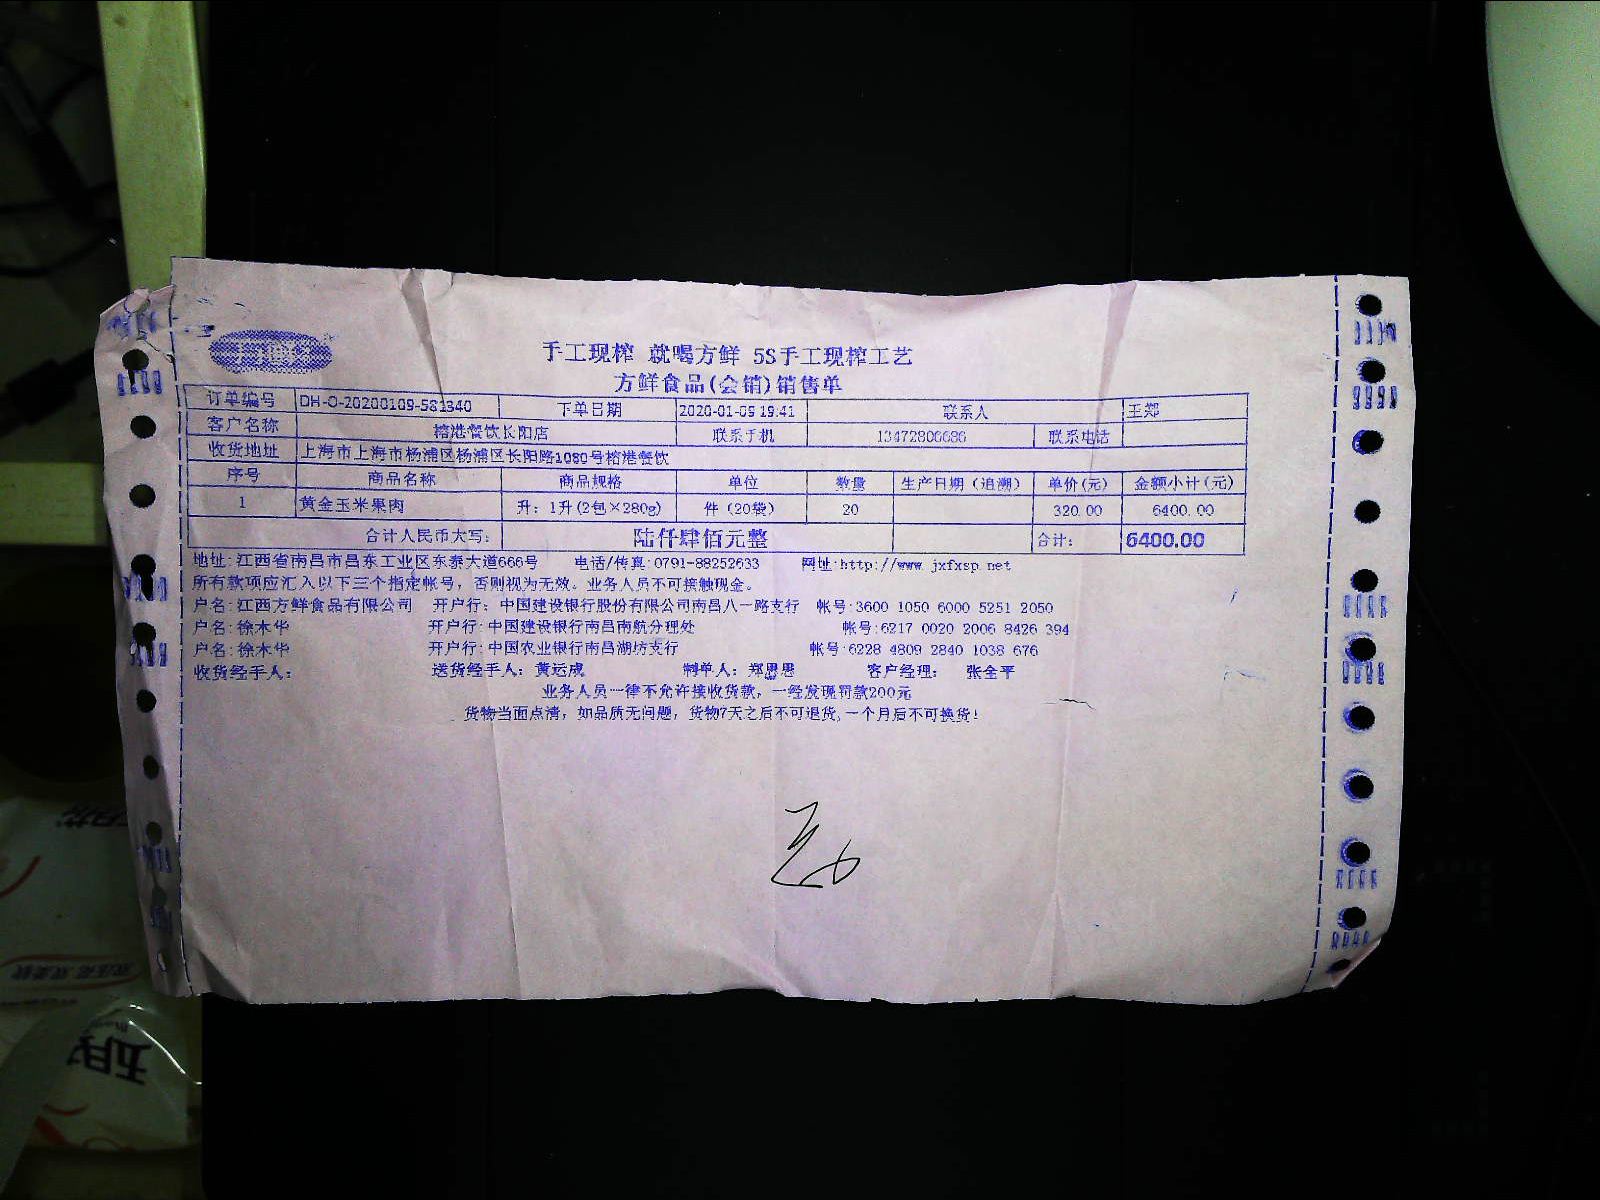 手工现榨 就喝方鲜 5S手工现榨工艺
方鲜食品(会销)销售单
订单编号 DH-O-20200109-581340 下单日期 2020-01-09 19:41 联系人 王郑
客户名称 榕港餐饮长阳店 联系手机 13472800686 联系电话
收货地址 上海市上海市杨浦区杨浦区长阳路1080号榕港餐饮
序号 商品名称 商品规格 单位 数量 生产日期（追溯） 单价(元) 金额小计(元)
1 黄金玉米果肉 升：1升(2包×280g) 件（20袋） 20 320.00 6400.00
合计人民币大写： 陆仟肆佰元整 合计： 6400.00
地址:江西省南昌市昌东工业区东泰大道666号 电话/传真:0791-88252633 网址:http://www.jxfxsp.net
所有款项应汇入以下三个指定帐号，否则视为无效。业务人员不可接触现金。
户名:江西方鲜食品有限公司 开户行：中国建设银行股份有限公司南昌八一路支行 帐号:3600 1050 6000 5251 2050
户名:徐木华 开户行:中国建设银行南昌南航分理处 帐号:6217 0020 2006 8426 394
户名:徐木华 开户行:中国农业银行南昌湖坊支行 帐号:6228 4809 2840 1038 676
收货经手人： 送货经手人：黄运成 制单人：郑思思 客户经理： 张全平
业务人员一律不允许接收货款，一经发现罚款200元
货物当面点清，如品质无问题，货物7天之后不可退货,一个月后不可换货！